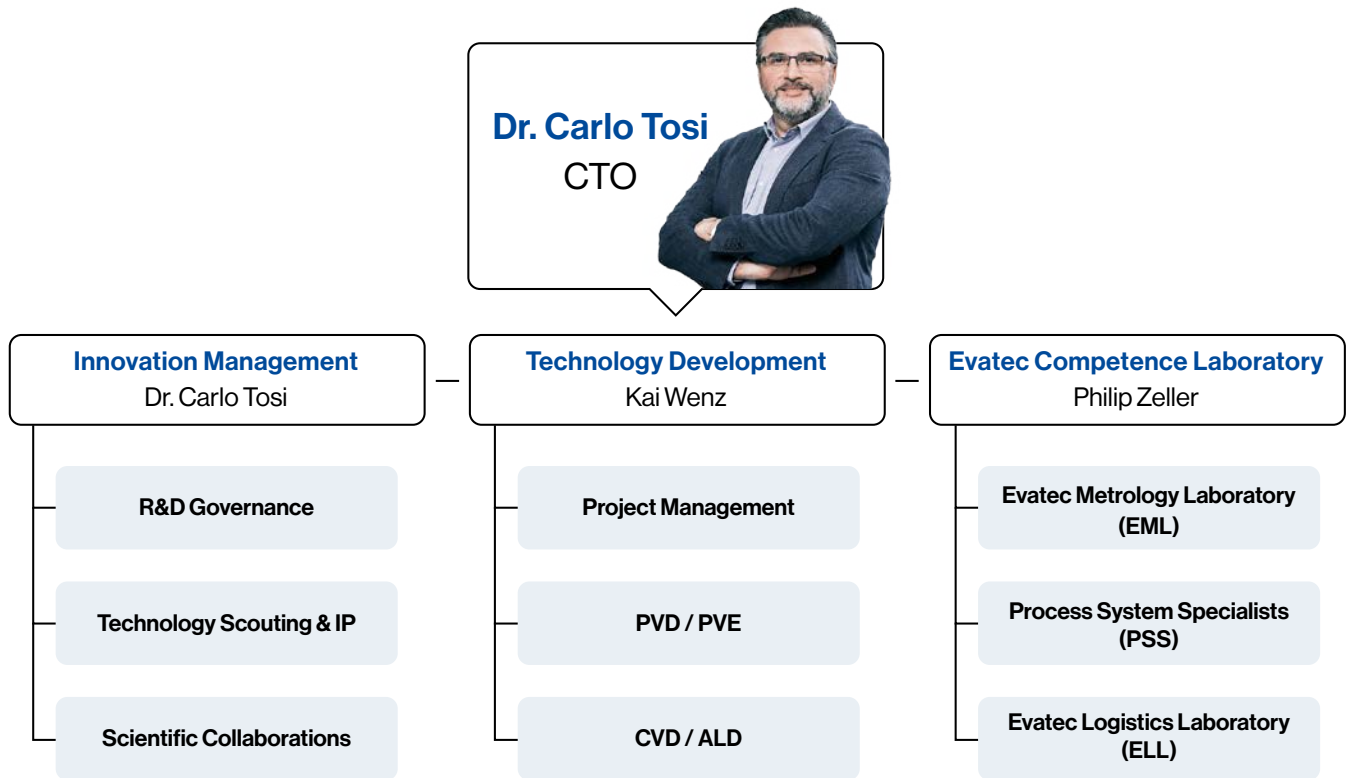 Dr. Carlo Tosi
CTO
Innovation Management
Dr. Carlo Tosi
Technology Development
Kai Wenz
Evatec Competence Laboratory
Philip Zeller
R&D Governance
Technology Scouting & IP
Scientific Collaborations
Project Management
PVD / PVE
CVD / ALD
Evatec Metrology Laboratory
(EML)
Process System Specialists
(PSS)
Evatec Logistics Laboratory
(ELL)